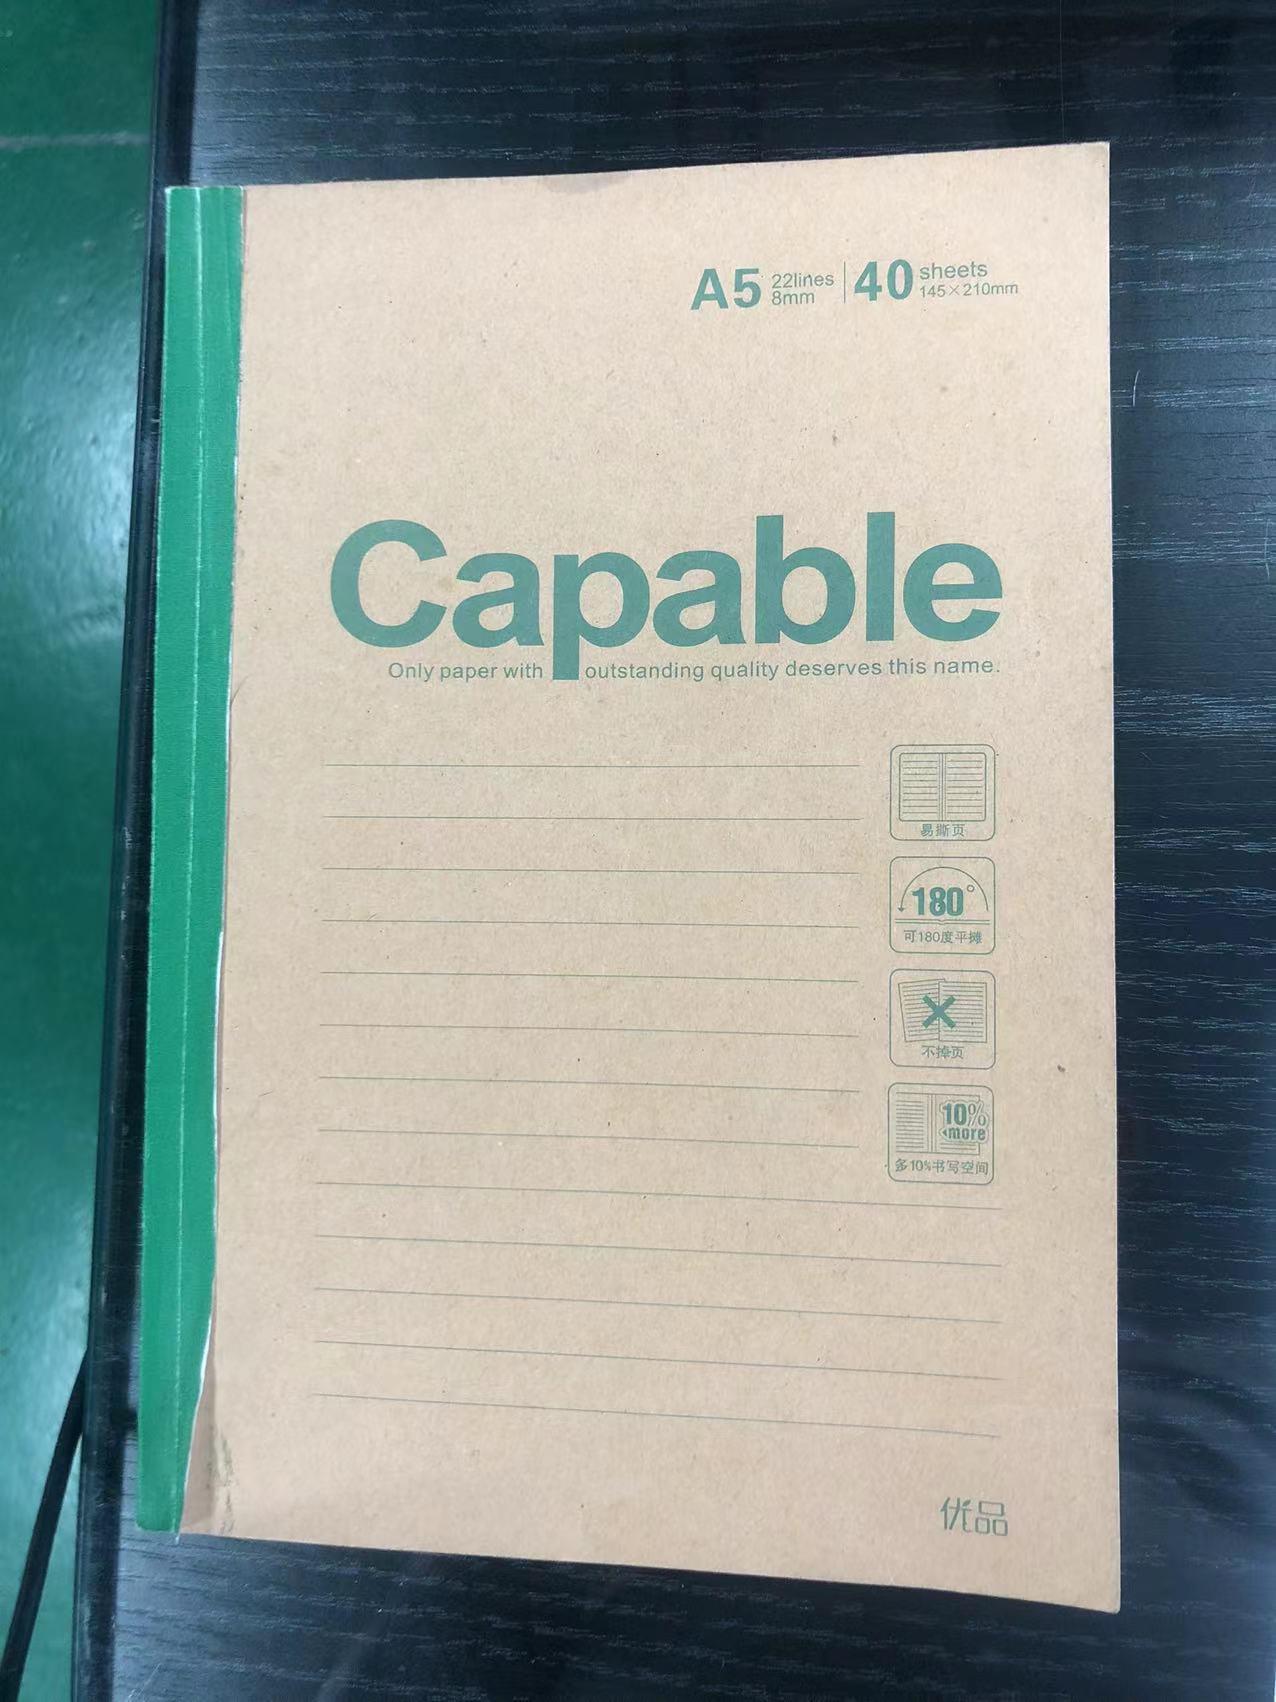 A5 22lines 8mm | 40 sheets 145×210mm
Capable
Only paper with outstanding quality deserves this name.
易撕页
180°
可180度平摊
不掉页
10%
more
多10%书写空间
优品